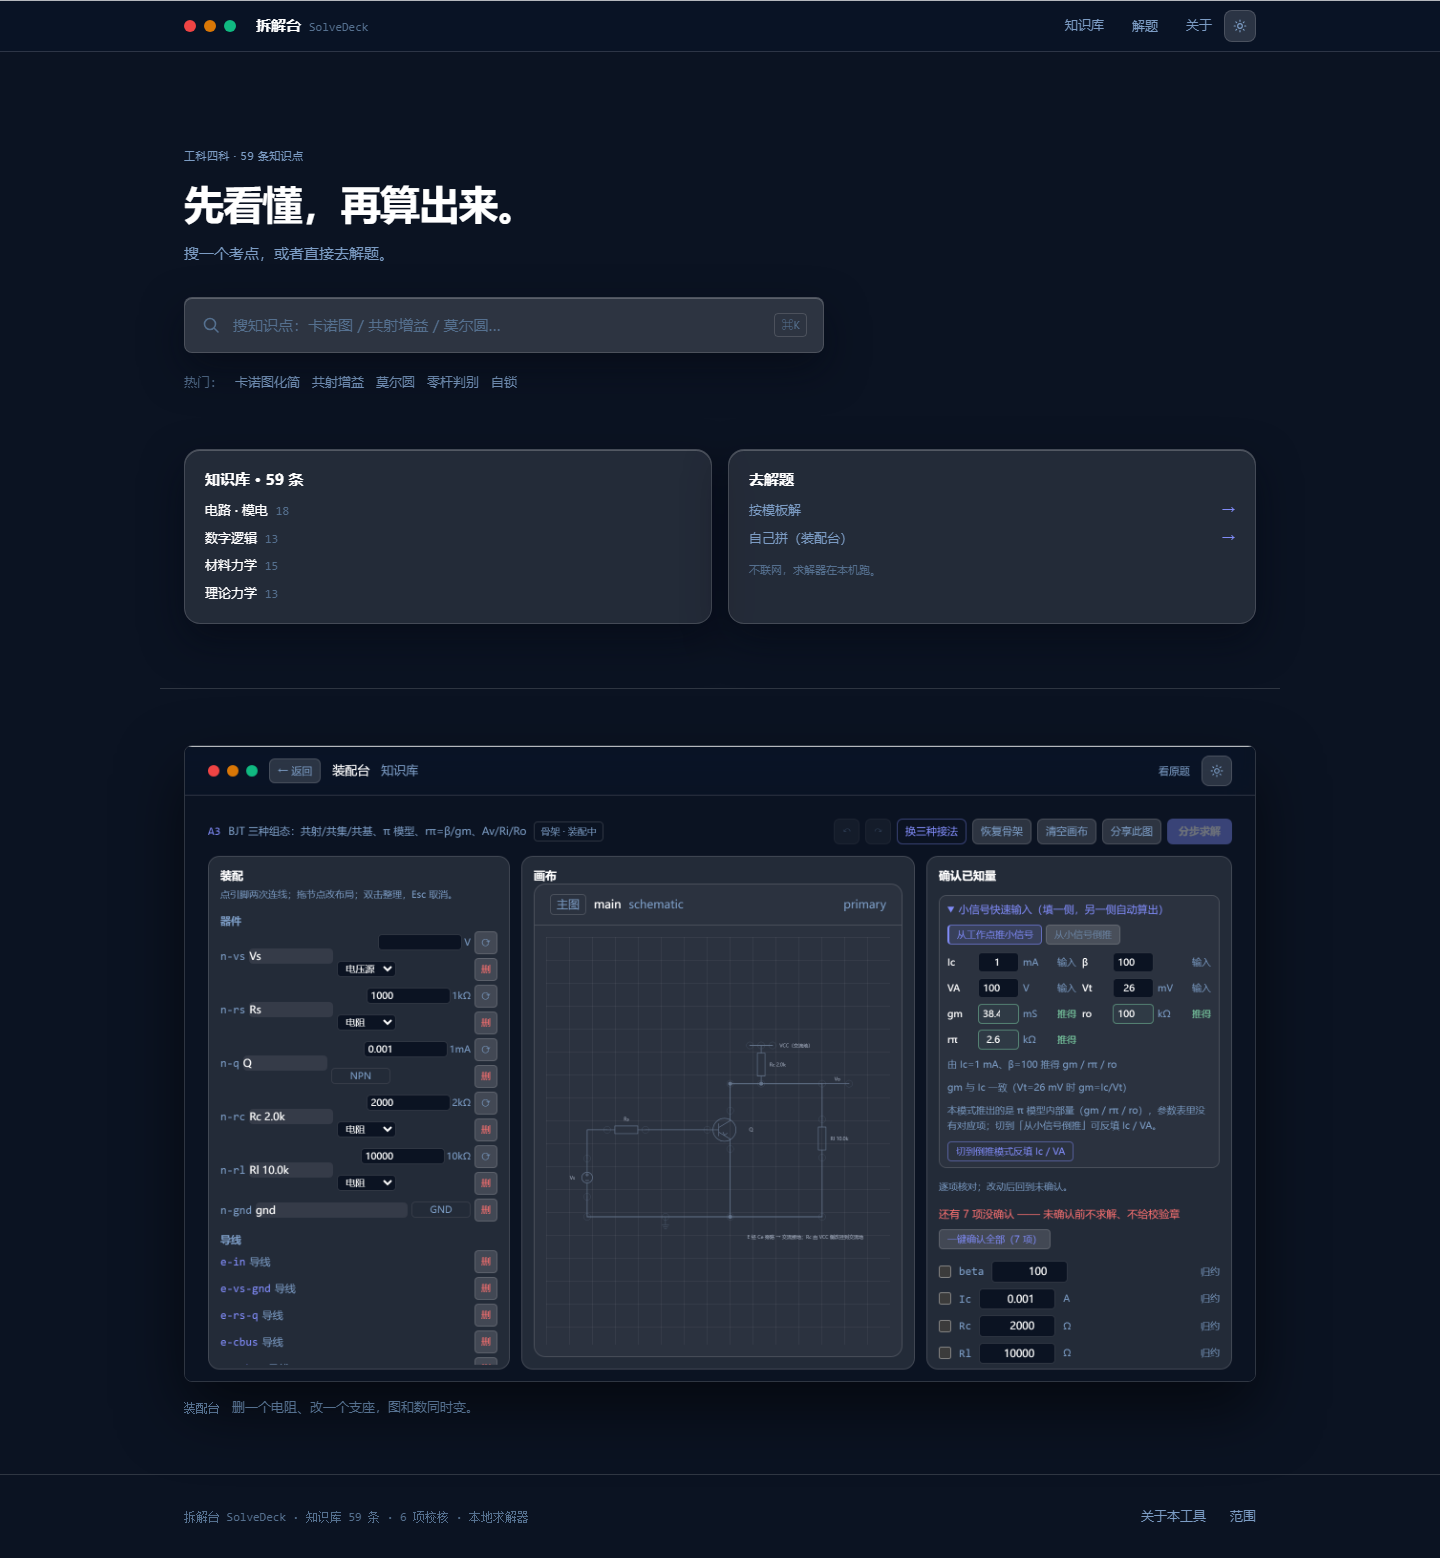 拆解台 SolveDeck
知识库 解题 关于
工科四科 · 59 条知识点
先看懂，再算出来。
搜一个考点，或者直接去解题。
搜知识点：卡诺图 / 共射增益 / 莫尔圆... ⌘K
热门： 卡诺图化简 共射增益 莫尔圆 零杆判别 自锁
知识库 • 59 条
电路 · 模电 18
数字逻辑 13
材料力学 15
理论力学 13
去解题
按模板解 →
自己拼（装配台） →
不联网，求解器在本机跑。
← 返回 装配台 知识库 看原题
A3 BJT 三种组态：共射/共集/共基、π 模型、rπ=β/gm、Av/Ri/Ro 骨架 · 装配中
换三种接法 恢复骨架 清空画布 分享此图 分步求解
装配
点引脚两次连线；拖节点改布局；双击整理，Esc 取消。
器件
n-vs Vs V 电压源 删
n-rs Rs 1000 1kΩ 电阻 删
n-q Q 0.001 1mA NPN 删
n-rc Rc 2.0k 2000 2kΩ 电阻 删
n-rl Rl 10.0k 10000 10kΩ 电阻 删
n-gnd gnd GND 删
导线
e-in 导线 删
e-vs-gnd 导线 删
e-rs-q 导线 删
e-cbus 导线 删
画布
主图 main schematic primary
VCC（交流地）
Rc 2.0k
Rs
Q
Rl 10.0k
Vs
确认已知量
▼ 小信号快速输入（填一侧，另一侧自动算出）
从工作点推小信号 从小信号倒推
Ic 1 mA 输入 β 100 输入
VA 100 V 输入 Vt 26 mV 输入
gm 38.4 mS 推得 ro 100 kΩ 推得
rπ 2.6 kΩ 推得
由 Ic=1 mA、β=100 推得 gm / rπ / ro
gm 与 Ic 一致（Vt=26 mV 时 gm=Ic/Vt）
本模式推出的是 π 模型内部量（gm / rπ / ro），参数表里没
有对应项；切到「从小信号倒推」可反填 Ic / VA。
切到倒推模式反填 Ic / VA
逐项核对；改动后回到未确认。
还有 7 项没确认 —— 未确认前不求解、不给校验章
一键确认全部（7 项）
beta 100 归约
Ic 0.001 A 归约
Rc 2000 Ω 归约
Rl 10000 Ω 归约
装配台 删一个电阻、改一个支座，图和数同时变。
拆解台 SolveDeck · 知识库 59 条 · 6 项校核 · 本地求解器
关于本工具 范围